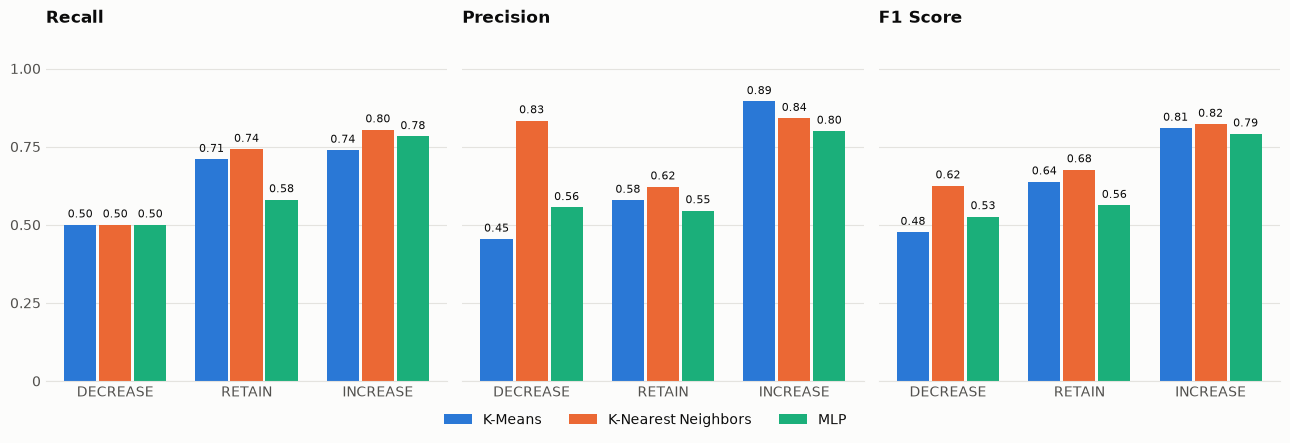 Recall
Precision
F1 Score
1.00
0.75
0.50
0.25
0
0.50 0.50 0.50 0.71 0.74 0.58 0.74 0.80 0.78
0.45 0.83 0.56 0.58 0.62 0.55 0.89 0.84 0.80
0.48 0.62 0.53 0.64 0.68 0.56 0.81 0.82 0.79
DECREASE RETAIN INCREASE
DECREASE RETAIN INCREASE
DECREASE RETAIN INCREASE
K-Means K-Nearest Neighbors MLP